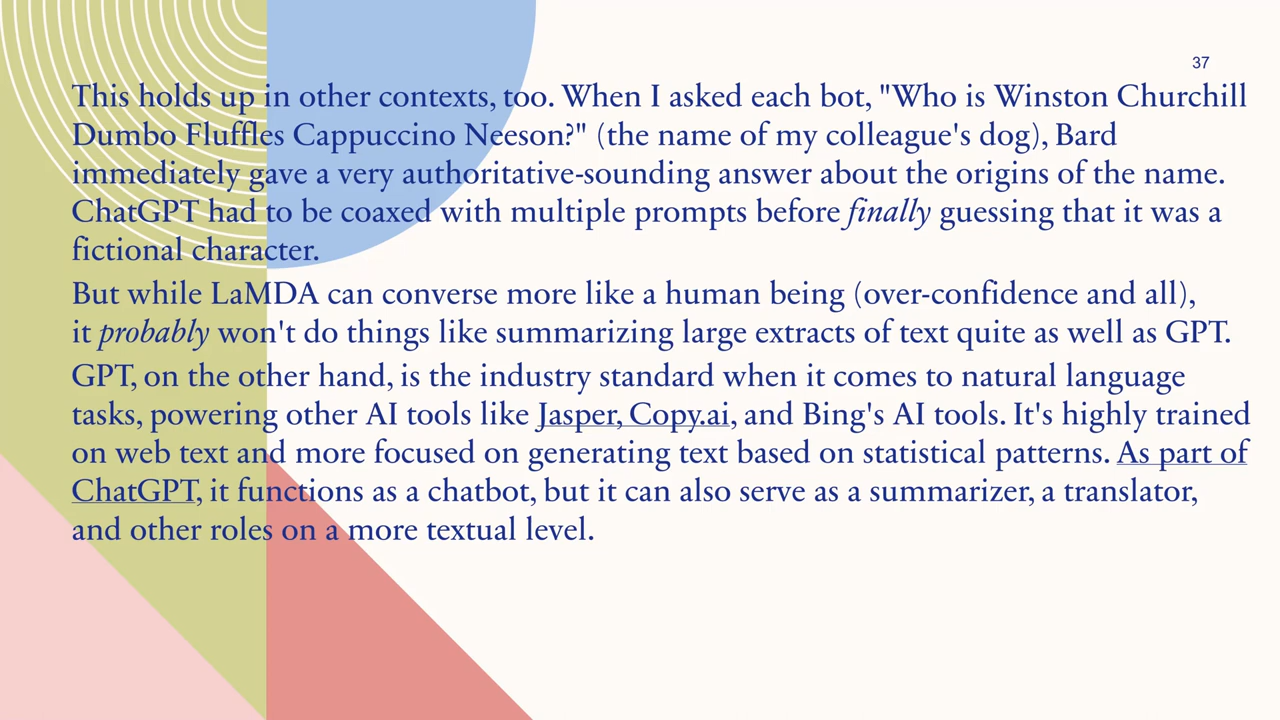 37
This holds up in other contexts, too. When I asked each bot, "Who is Winston Churchill
Dumbo Fluffles Cappuccino Neeson?" (the name of my colleague's dog), Bard
immediately gave a very authoritative-sounding answer about the origins of the name.
ChatGPT had to be coaxed with multiple prompts before finally guessing that it was a
fictional character.
But while LaMDA can converse more like a human being (over-confidence and all),
it probably won't do things like summarizing large extracts of text quite as well as GPT.
GPT, on the other hand, is the industry standard when it comes to natural language
tasks, powering other AI tools like Jasper, Copy.ai, and Bing's AI tools. It's highly trained
on web text and more focused on generating text based on statistical patterns. As part of
ChatGPT, it functions as a chatbot, but it can also serve as a summarizer, a translator,
and other roles on a more textual level.